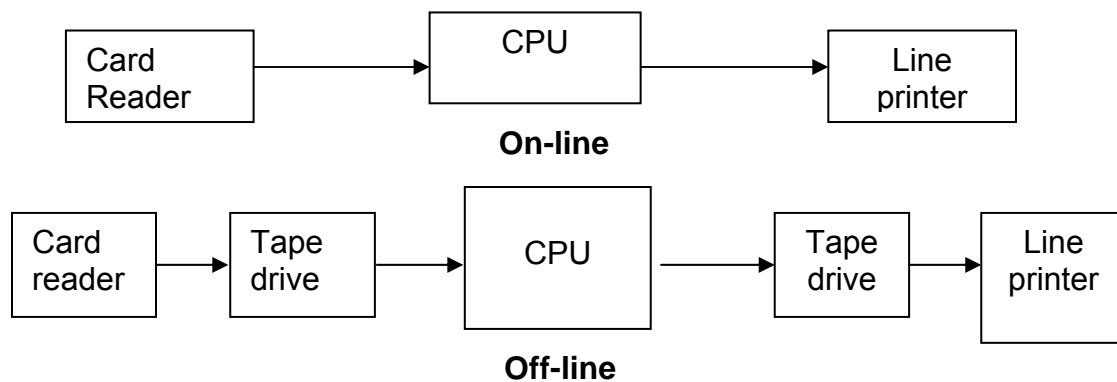 Card
Reader
CPU
Line
printer
On-line
Card
reader
Tape
drive
CPU
Tape
drive
Line
printer
Off-line